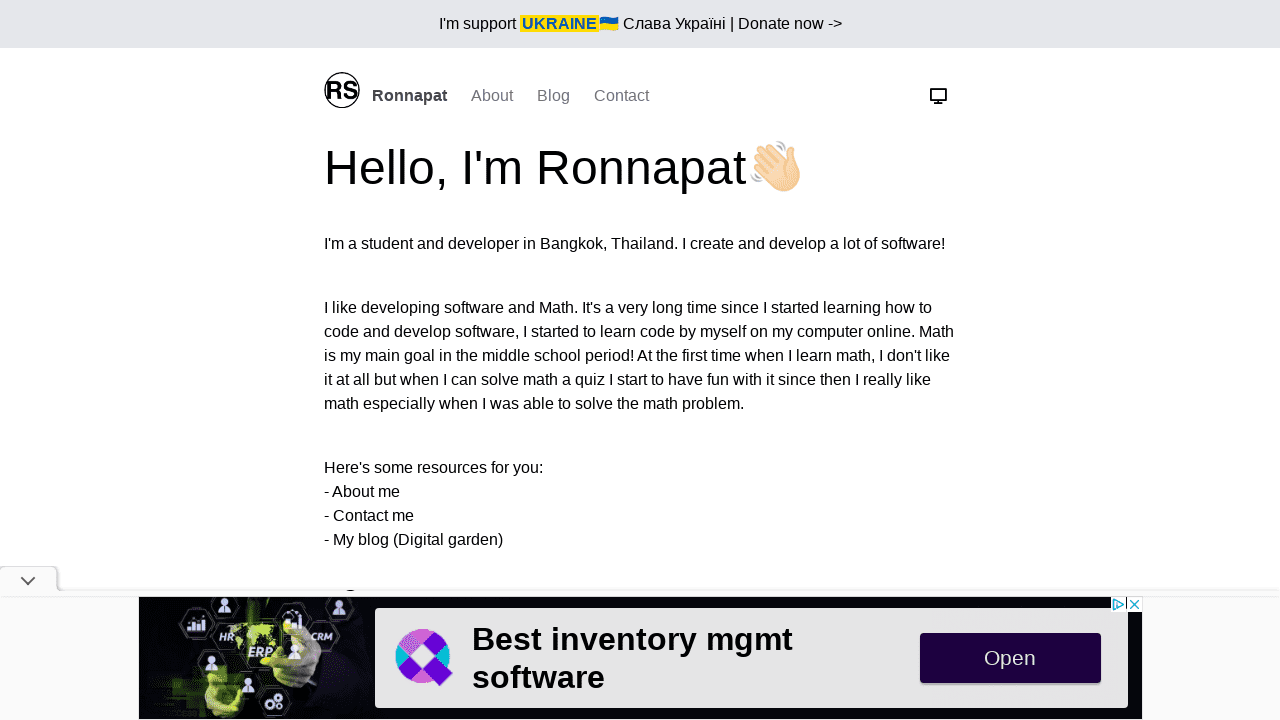 I'm support UKRAINE🇺🇦 Слава Україні | Donate now ->
RS Ronnapat About Blog Contact
Hello, I'm Ronnapat👋🏻
I'm a student and developer in Bangkok, Thailand. I create and develop a lot of software!
I like developing software and Math. It's a very long time since I started learning how to
code and develop software, I started to learn code by myself on my computer online. Math
is my main goal in the middle school period! At the first time when I learn math, I don't like
it at all but when I can solve math a quiz I start to have fun with it since then I really like
math especially when I was able to solve the math problem.
Here's some resources for you:
- About me
- Contact me
- My blog (Digital garden)
HR
CRM
ERP
Best inventory mgmt
software
Open